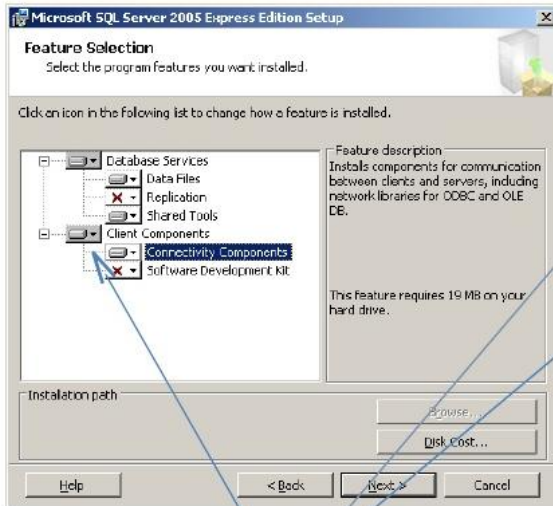 Microsoft SQL Server 2005 Express Edition Setup
Feature Selection
Select the program features you want installed.
Click an icon in the following list to change how a feature is installed.
Database Services
Data Files
Replication
Shared Tools
Client Components
Connectivity Components
Software Development Kit
Feature description
Installs components for communication
between clients and servers, including
network libraries for ODBC and OLE
DB.
This feature requires 19 MB on your
hard drive.
Installation path
Browse...
Disk Cost...
Help
< Back
Next >
Cancel